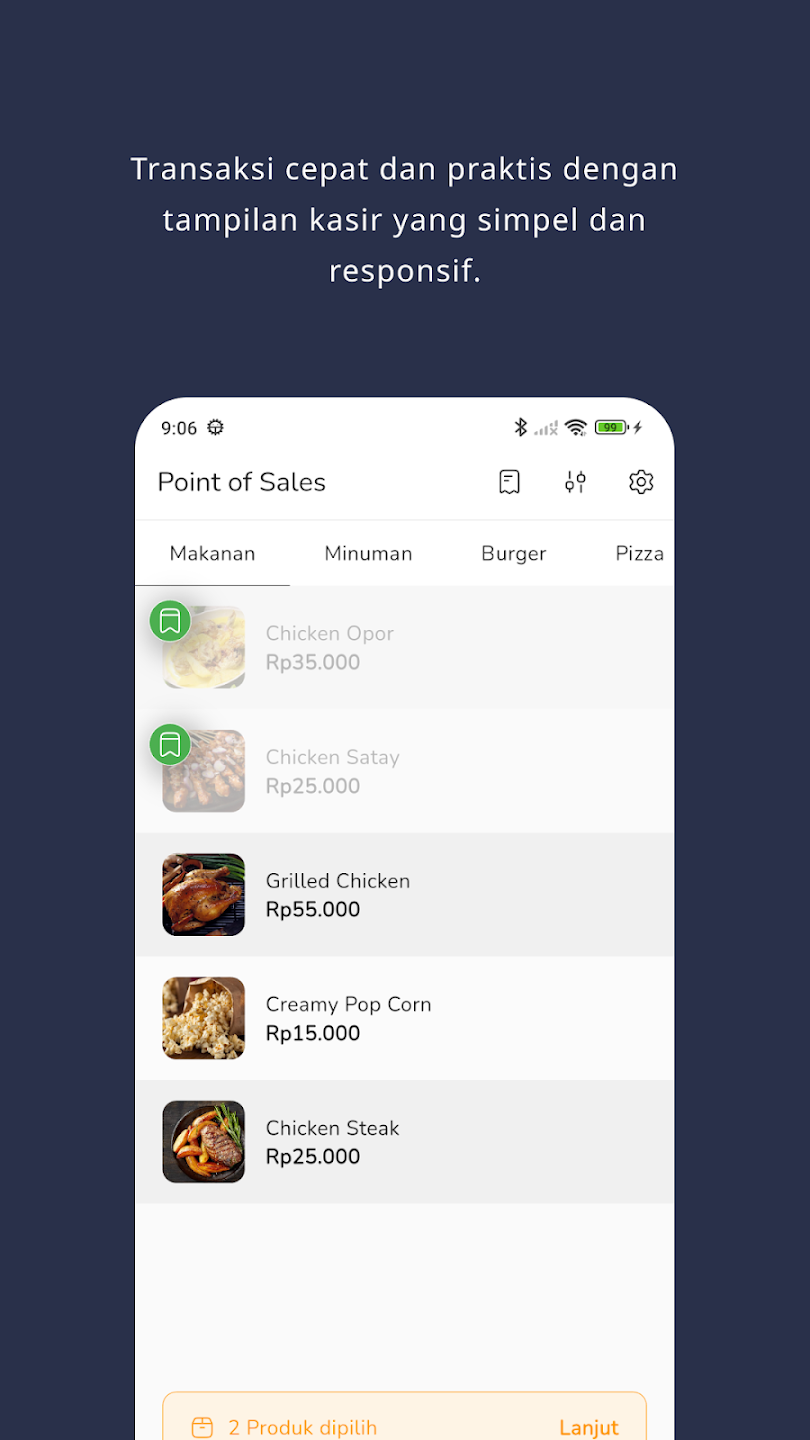 Transaksi cepat dan praktis dengan
tampilan kasir yang simpel dan
responsif.
9:06 99
Point of Sales
Makanan Minuman Burger Pizza
Chicken Opor
Rp35.000
Chicken Satay
Rp25.000
Grilled Chicken
Rp55.000
Creamy Pop Corn
Rp15.000
Chicken Steak
Rp25.000
2 Produk dipilih Lanjut